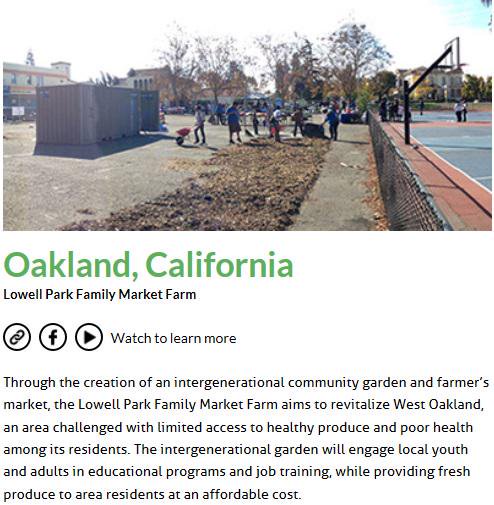 Oakland, California
Lowell Park Family Market Farm
Watch to learn more
Through the creation of an intergenerational community garden and farmer's
market, the Lowell Park Family Market Farm aims to revitalize West Oakland,
an area challenged with limited access to healthy produce and poor health
among its residents. The intergenerational garden will engage local youth
and adults in educational programs and job training, while providing fresh
produce to area residents at an affordable cost.